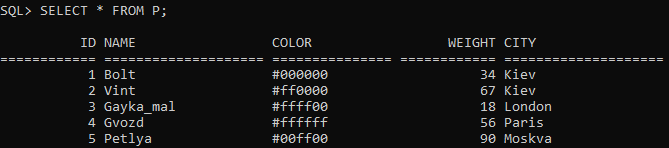 SQL> SELECT * FROM P;
ID NAME COLOR WEIGHT CITY
============ ==================== =============== ============ ====================
1 Bolt #000000 34 Kiev
2 Vint #ff0000 67 Kiev
3 Gayka_mal #ffff00 18 London
4 Gvozd #ffffff 56 Paris
5 Petlya #00ff00 90 Moskva